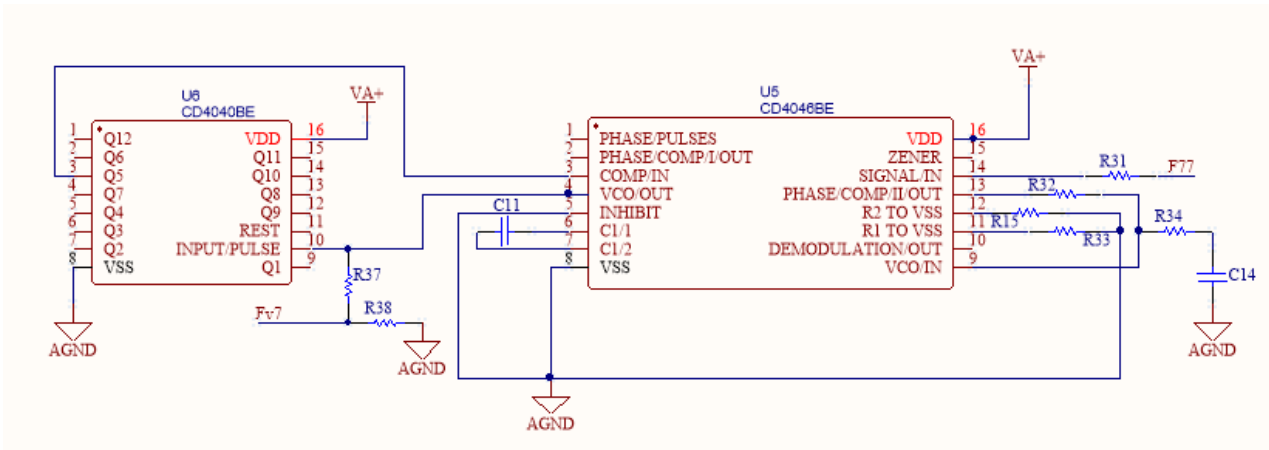 U6
CD4040BE
VA+
1 Q12
2 Q6
3 Q5
4 Q7
5 Q4
6 Q3
7 Q2
8 VSS
VDD 16
Q11 15
Q10 14
Q8 13
Q9 12
REST 11
INPUT/PULSE 10
Q1 9
AGND
R37
Fv7
R38
AGND
C11
U5
CD4046BE
VA+
1 PHASE/PULSES
2 PHASE/COMP/I/OUT
3 COMP/IN
4 VCO/OUT
5 INHIBIT
6 C1/1
7 C1/2
8 VSS
VDD 16
ZENER 15
SIGNAL/IN 14
PHASE/COMP/II/OUT 13
R2 TO VSS 12
R1 TO VSS 11
DEMODULATION/OUT 10
VCO/IN 9
AGND
R31
F77
R32
R15
R33
R34
C14
AGND